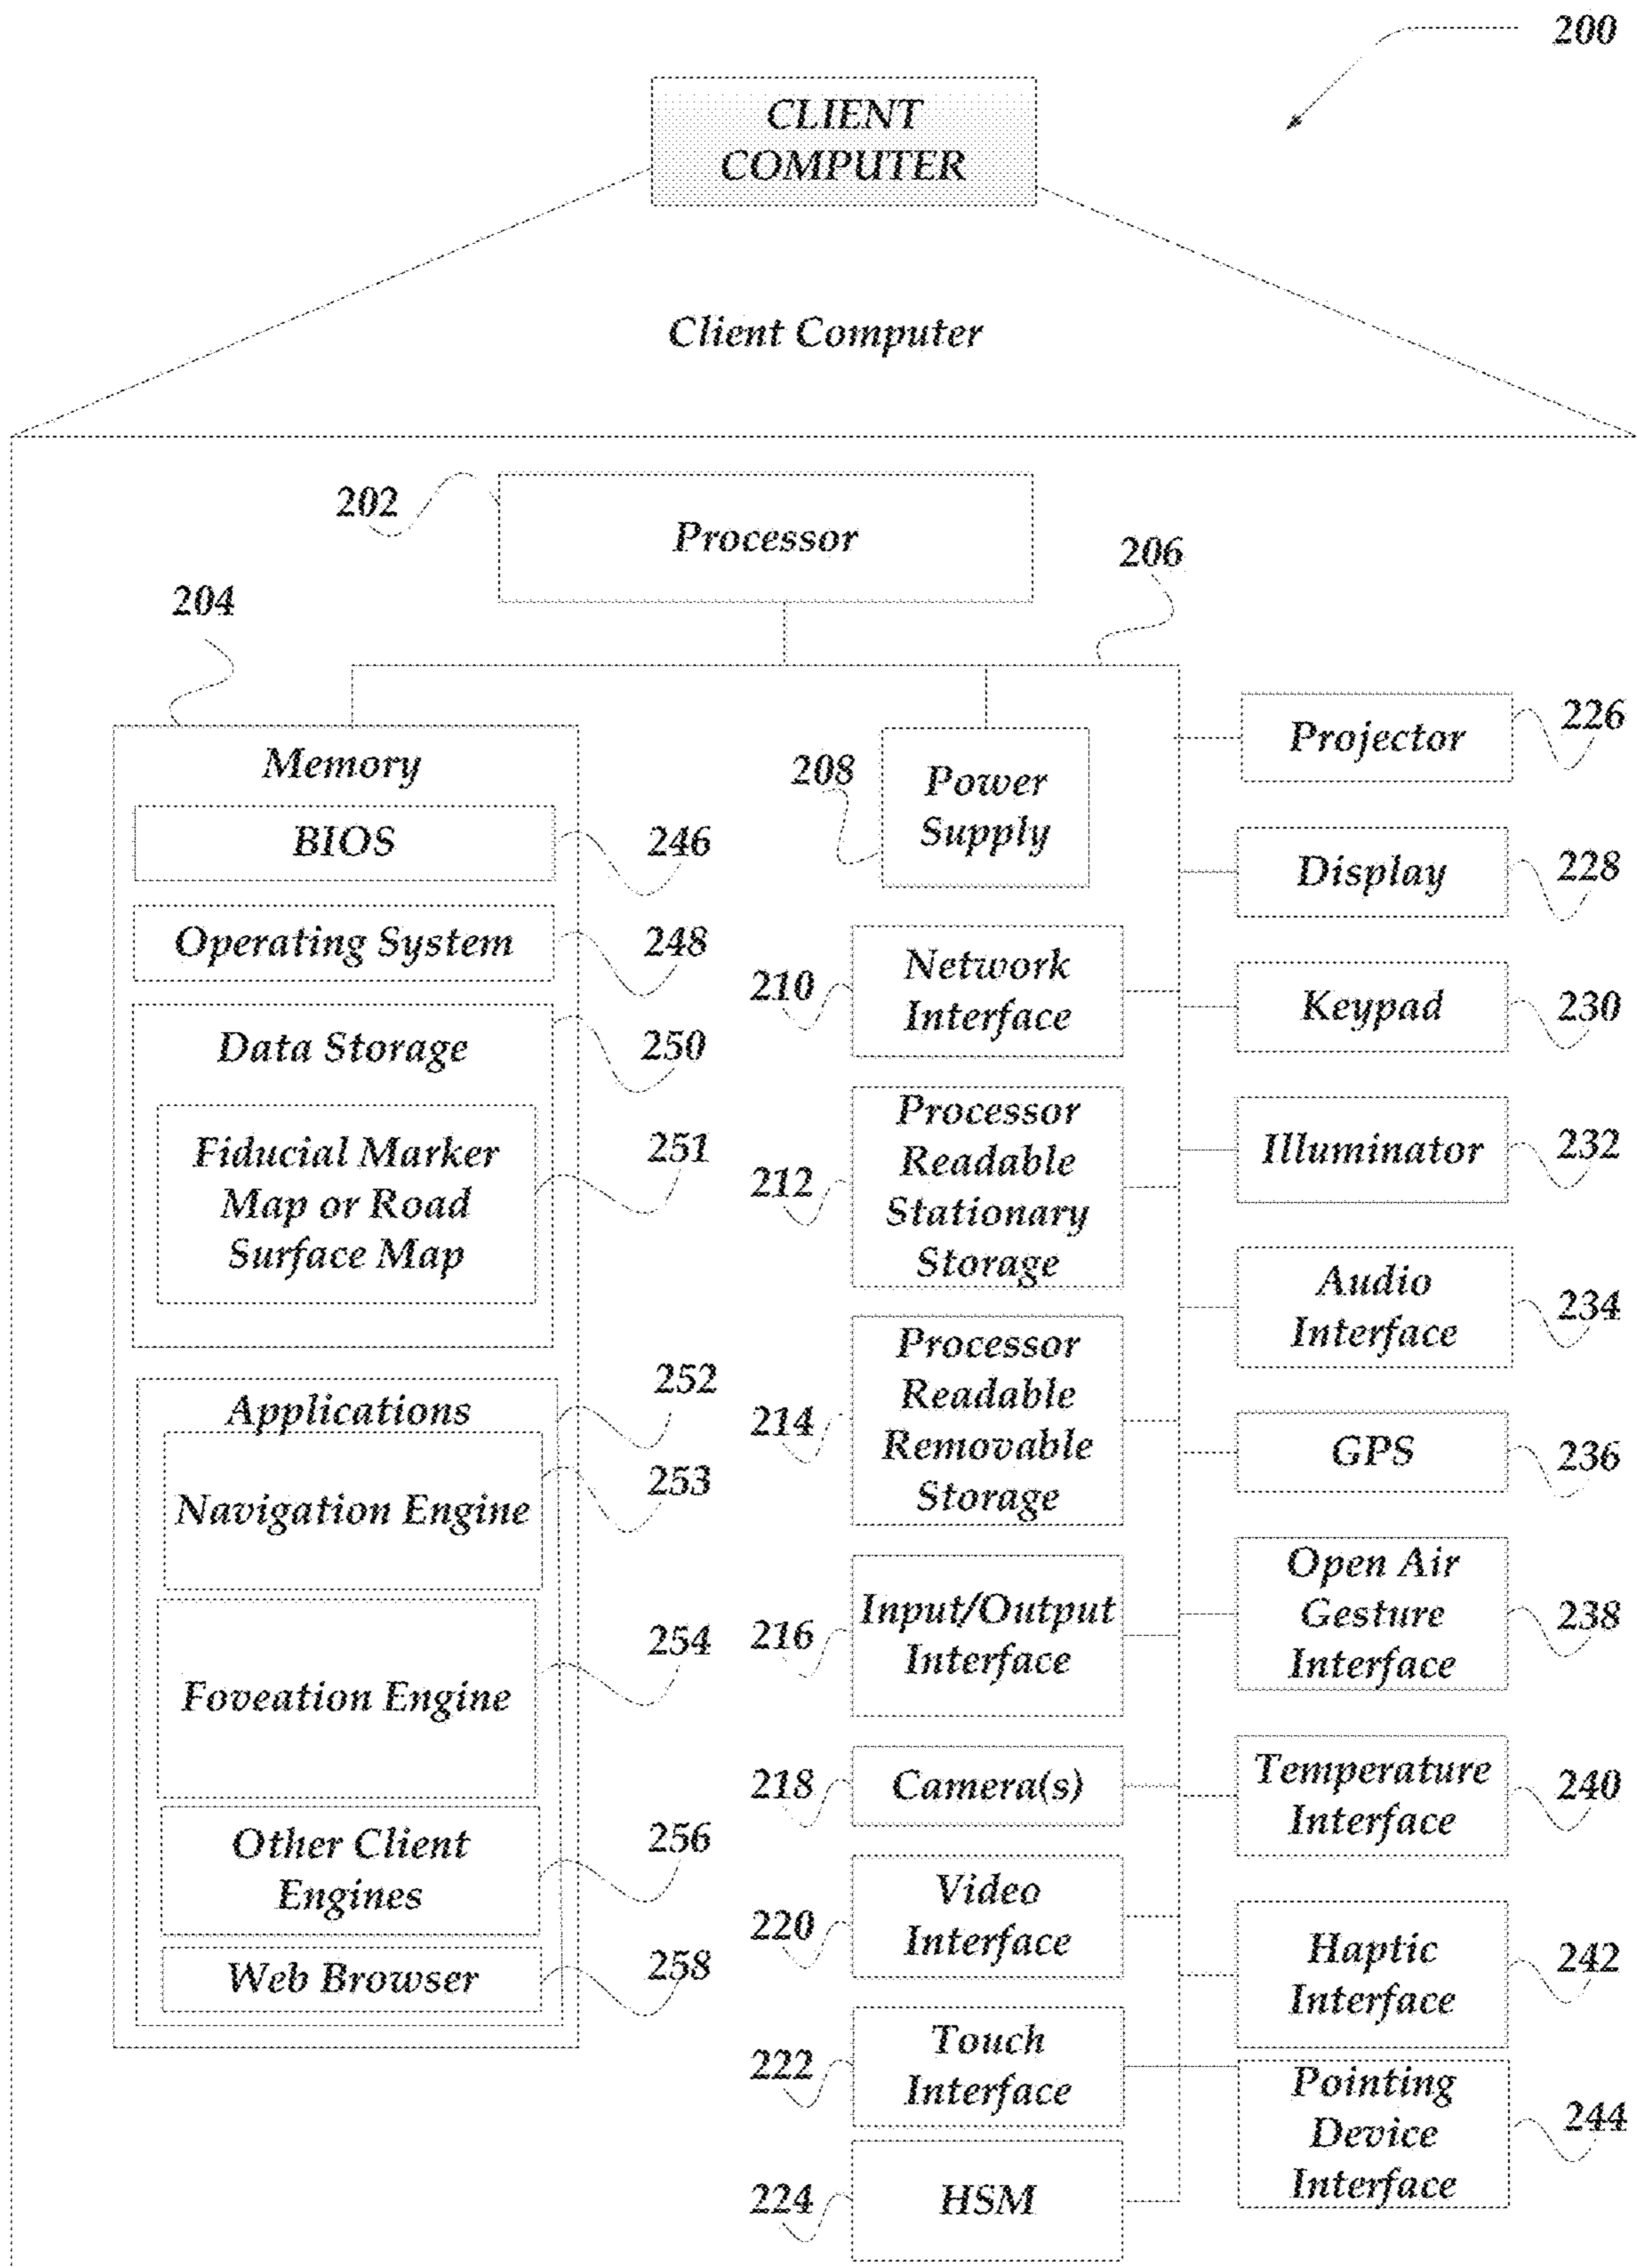 200
CLIENT
COMPUTER
Client Computer
202
Processor
206
204
Memory
BIOS
246
Operating System
248
Data Storage
250
Fiducial Marker
Map or Road
Surface Map
251
Applications
252
Navigation Engine
253
Foveation Engine
254
Other Client
Engines
256
Web Browser
258
208
Power
Supply
210
Network
Interface
212
Processor
Readable
Stationary
Storage
214
Processor
Readable
Removable
Storage
216
Input/Output
Interface
218
Camera(s)
220
Video
Interface
222
Touch
Interface
224
HSM
Projector
226
Display
228
Keypad
230
Illuminator
232
Audio
Interface
234
GPS
236
Open Air
Gesture
Interface
238
Temperature
Interface
240
Haptic
Interface
242
Pointing
Device
Interface
244